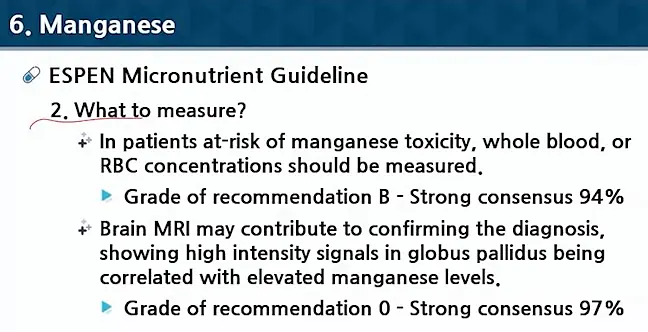 6. Manganese
ESPEN Micronutrient Guideline
2. What to measure?
In patients at-risk of manganese toxicity, whole blood, or
RBC concentrations should be measured.
Grade of recommendation B - Strong consensus 94%
Brain MRI may contribute to confirming the diagnosis,
showing high intensity signals in globus pallidus being
correlated with elevated manganese levels.
Grade of recommendation 0 - Strong consensus 97%